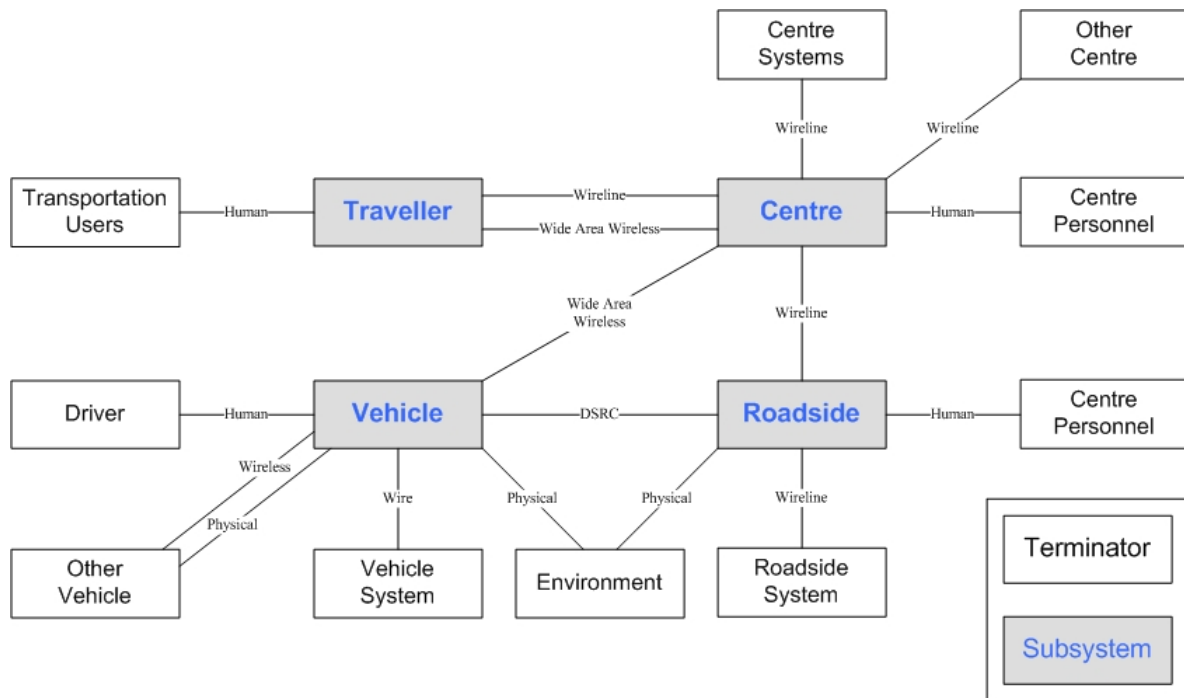 Centre
Systems
Other
Centre
Wireline
Wireline
Transportation
Users
Human
Traveller
Wireline
Wide Area Wireless
Centre
Human
Centre
Personnel
Wide Area
Wireless
Wireline
Driver
Human
Vehicle
DSRC
Roadside
Human
Centre
Personnel
Wireless
Physical
Wire
Physical
Physical
Wireline
Other
Vehicle
Vehicle
System
Environment
Roadside
System
Terminator
Subsystem